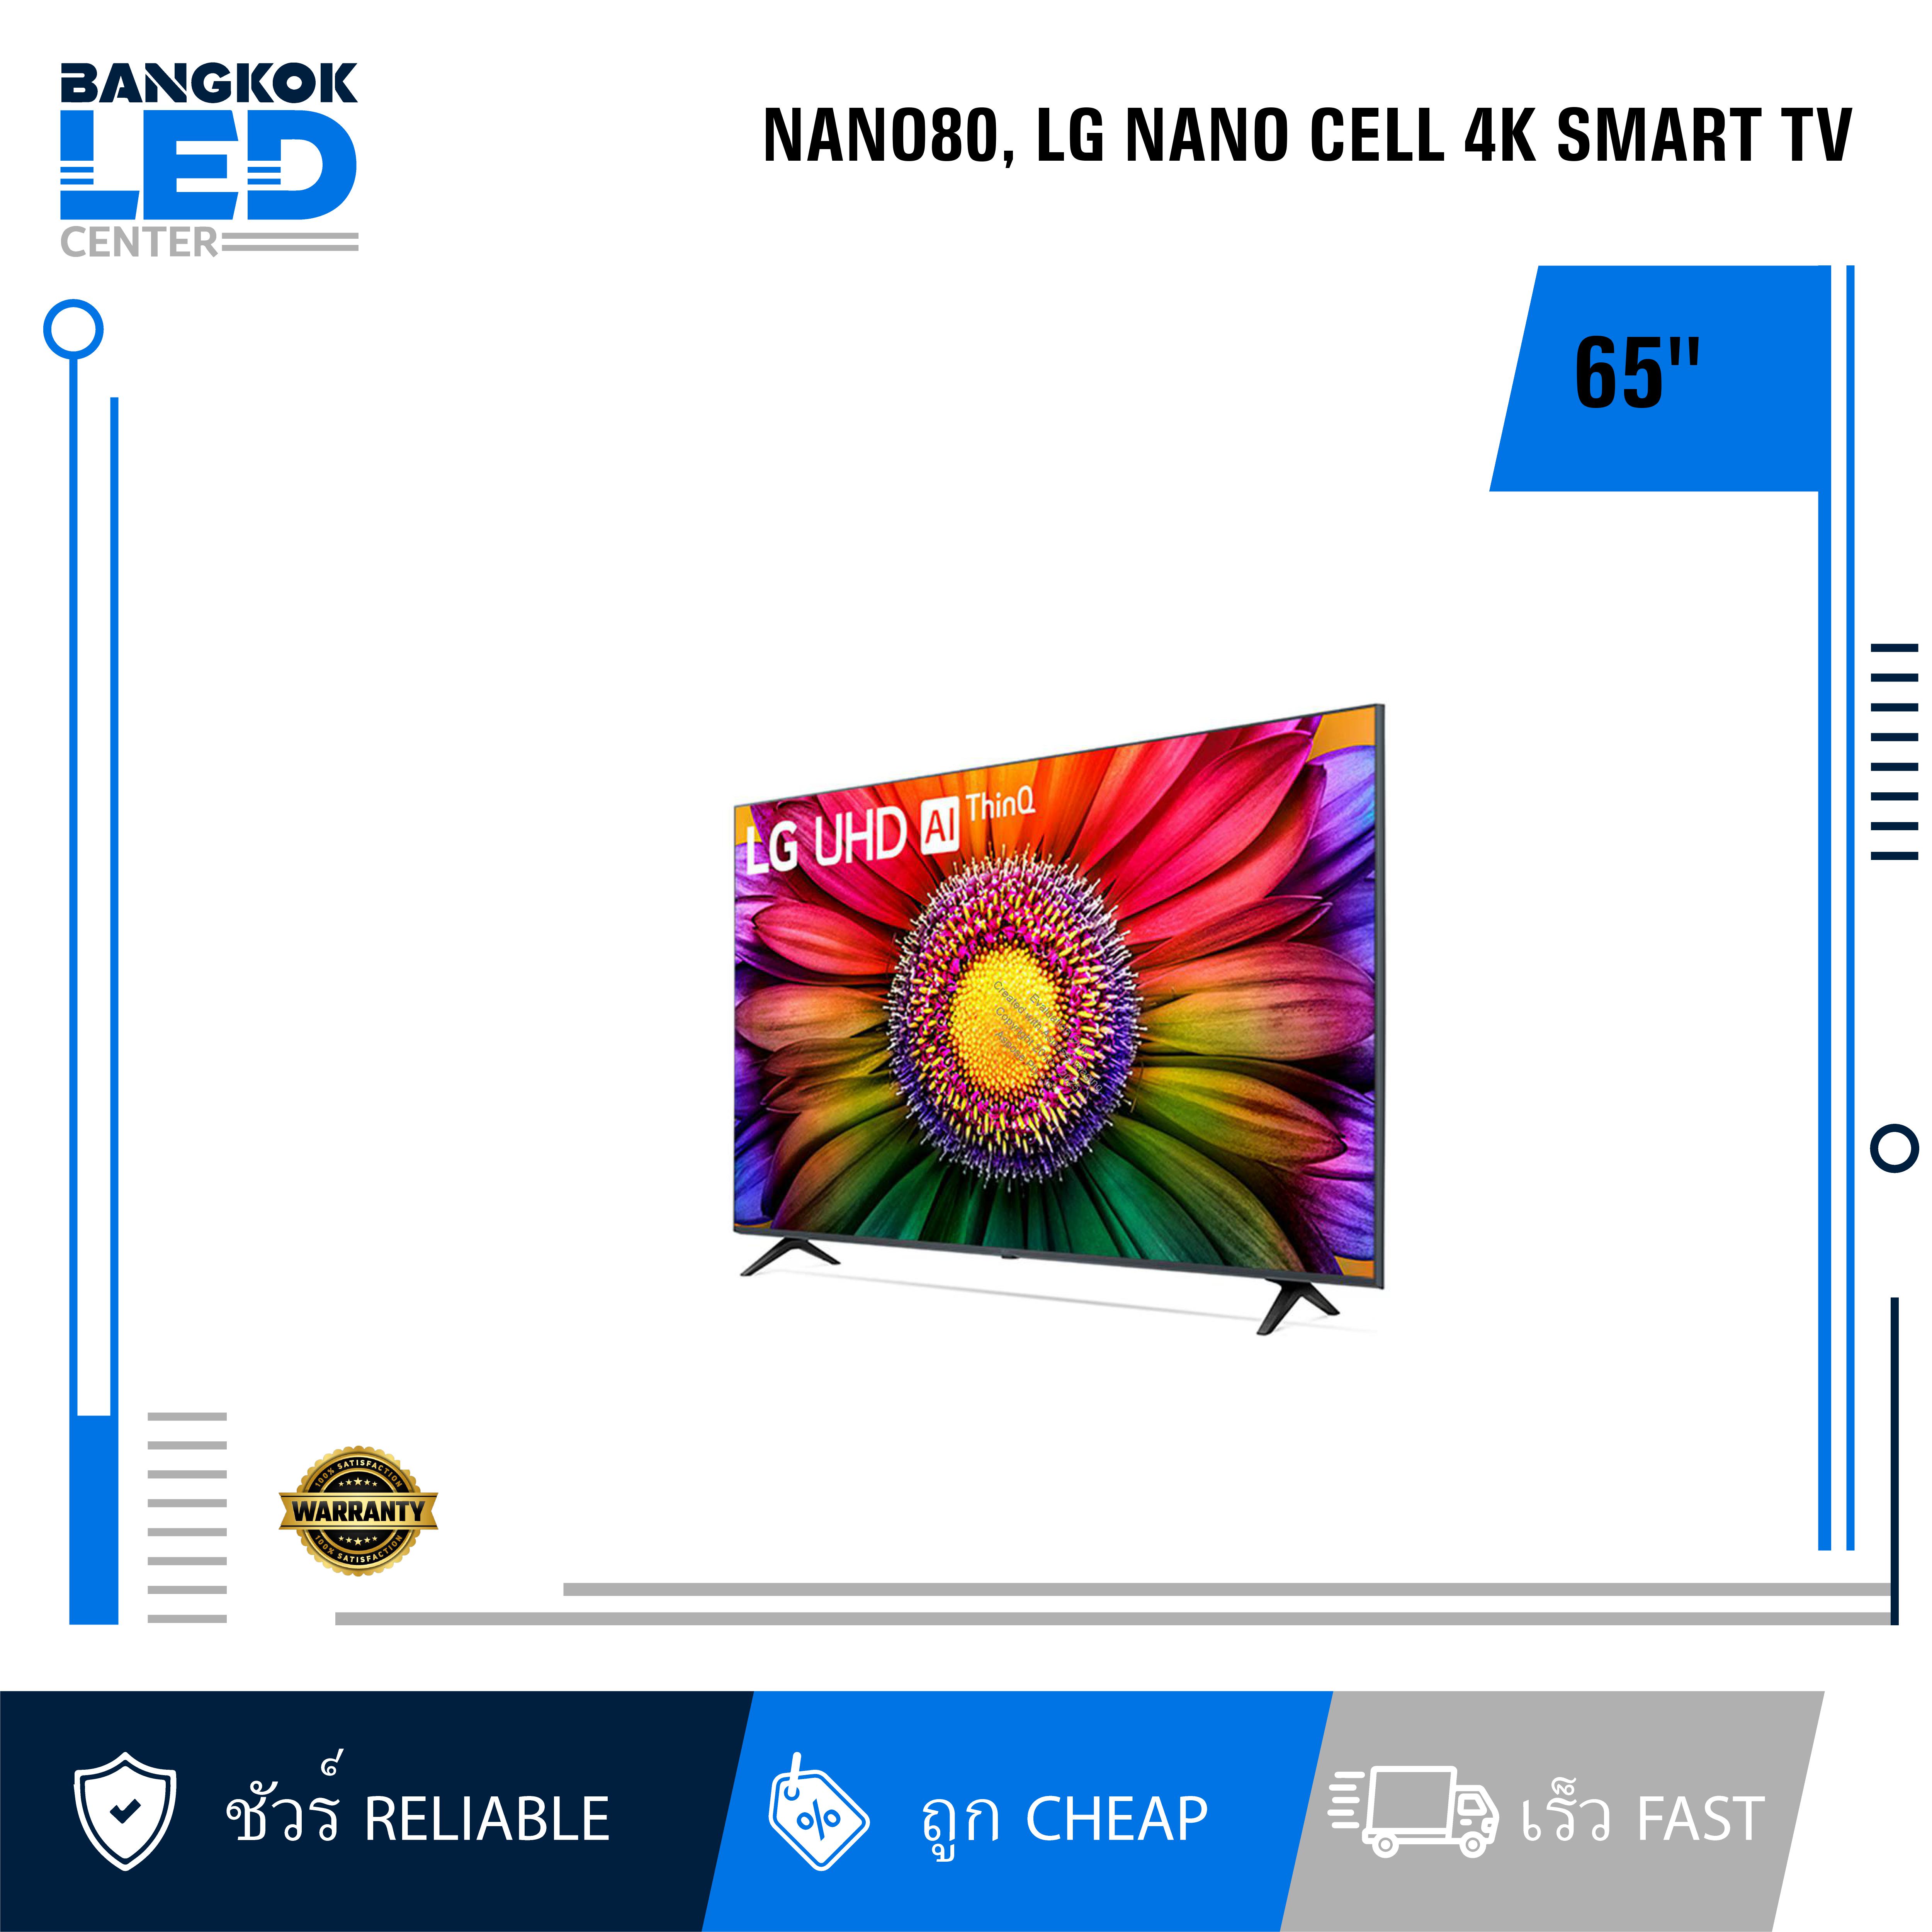 BANGKOK
LED
CENTER
NANO80, LG NANO CELL 4K SMART TV
65"
LG UHD AI ThinQ
100% SATISFACTION
WARRANTY
100% SATISFACTION
ชัวร์ RELIABLE
ถูก CHEAP
เร็ว FAST